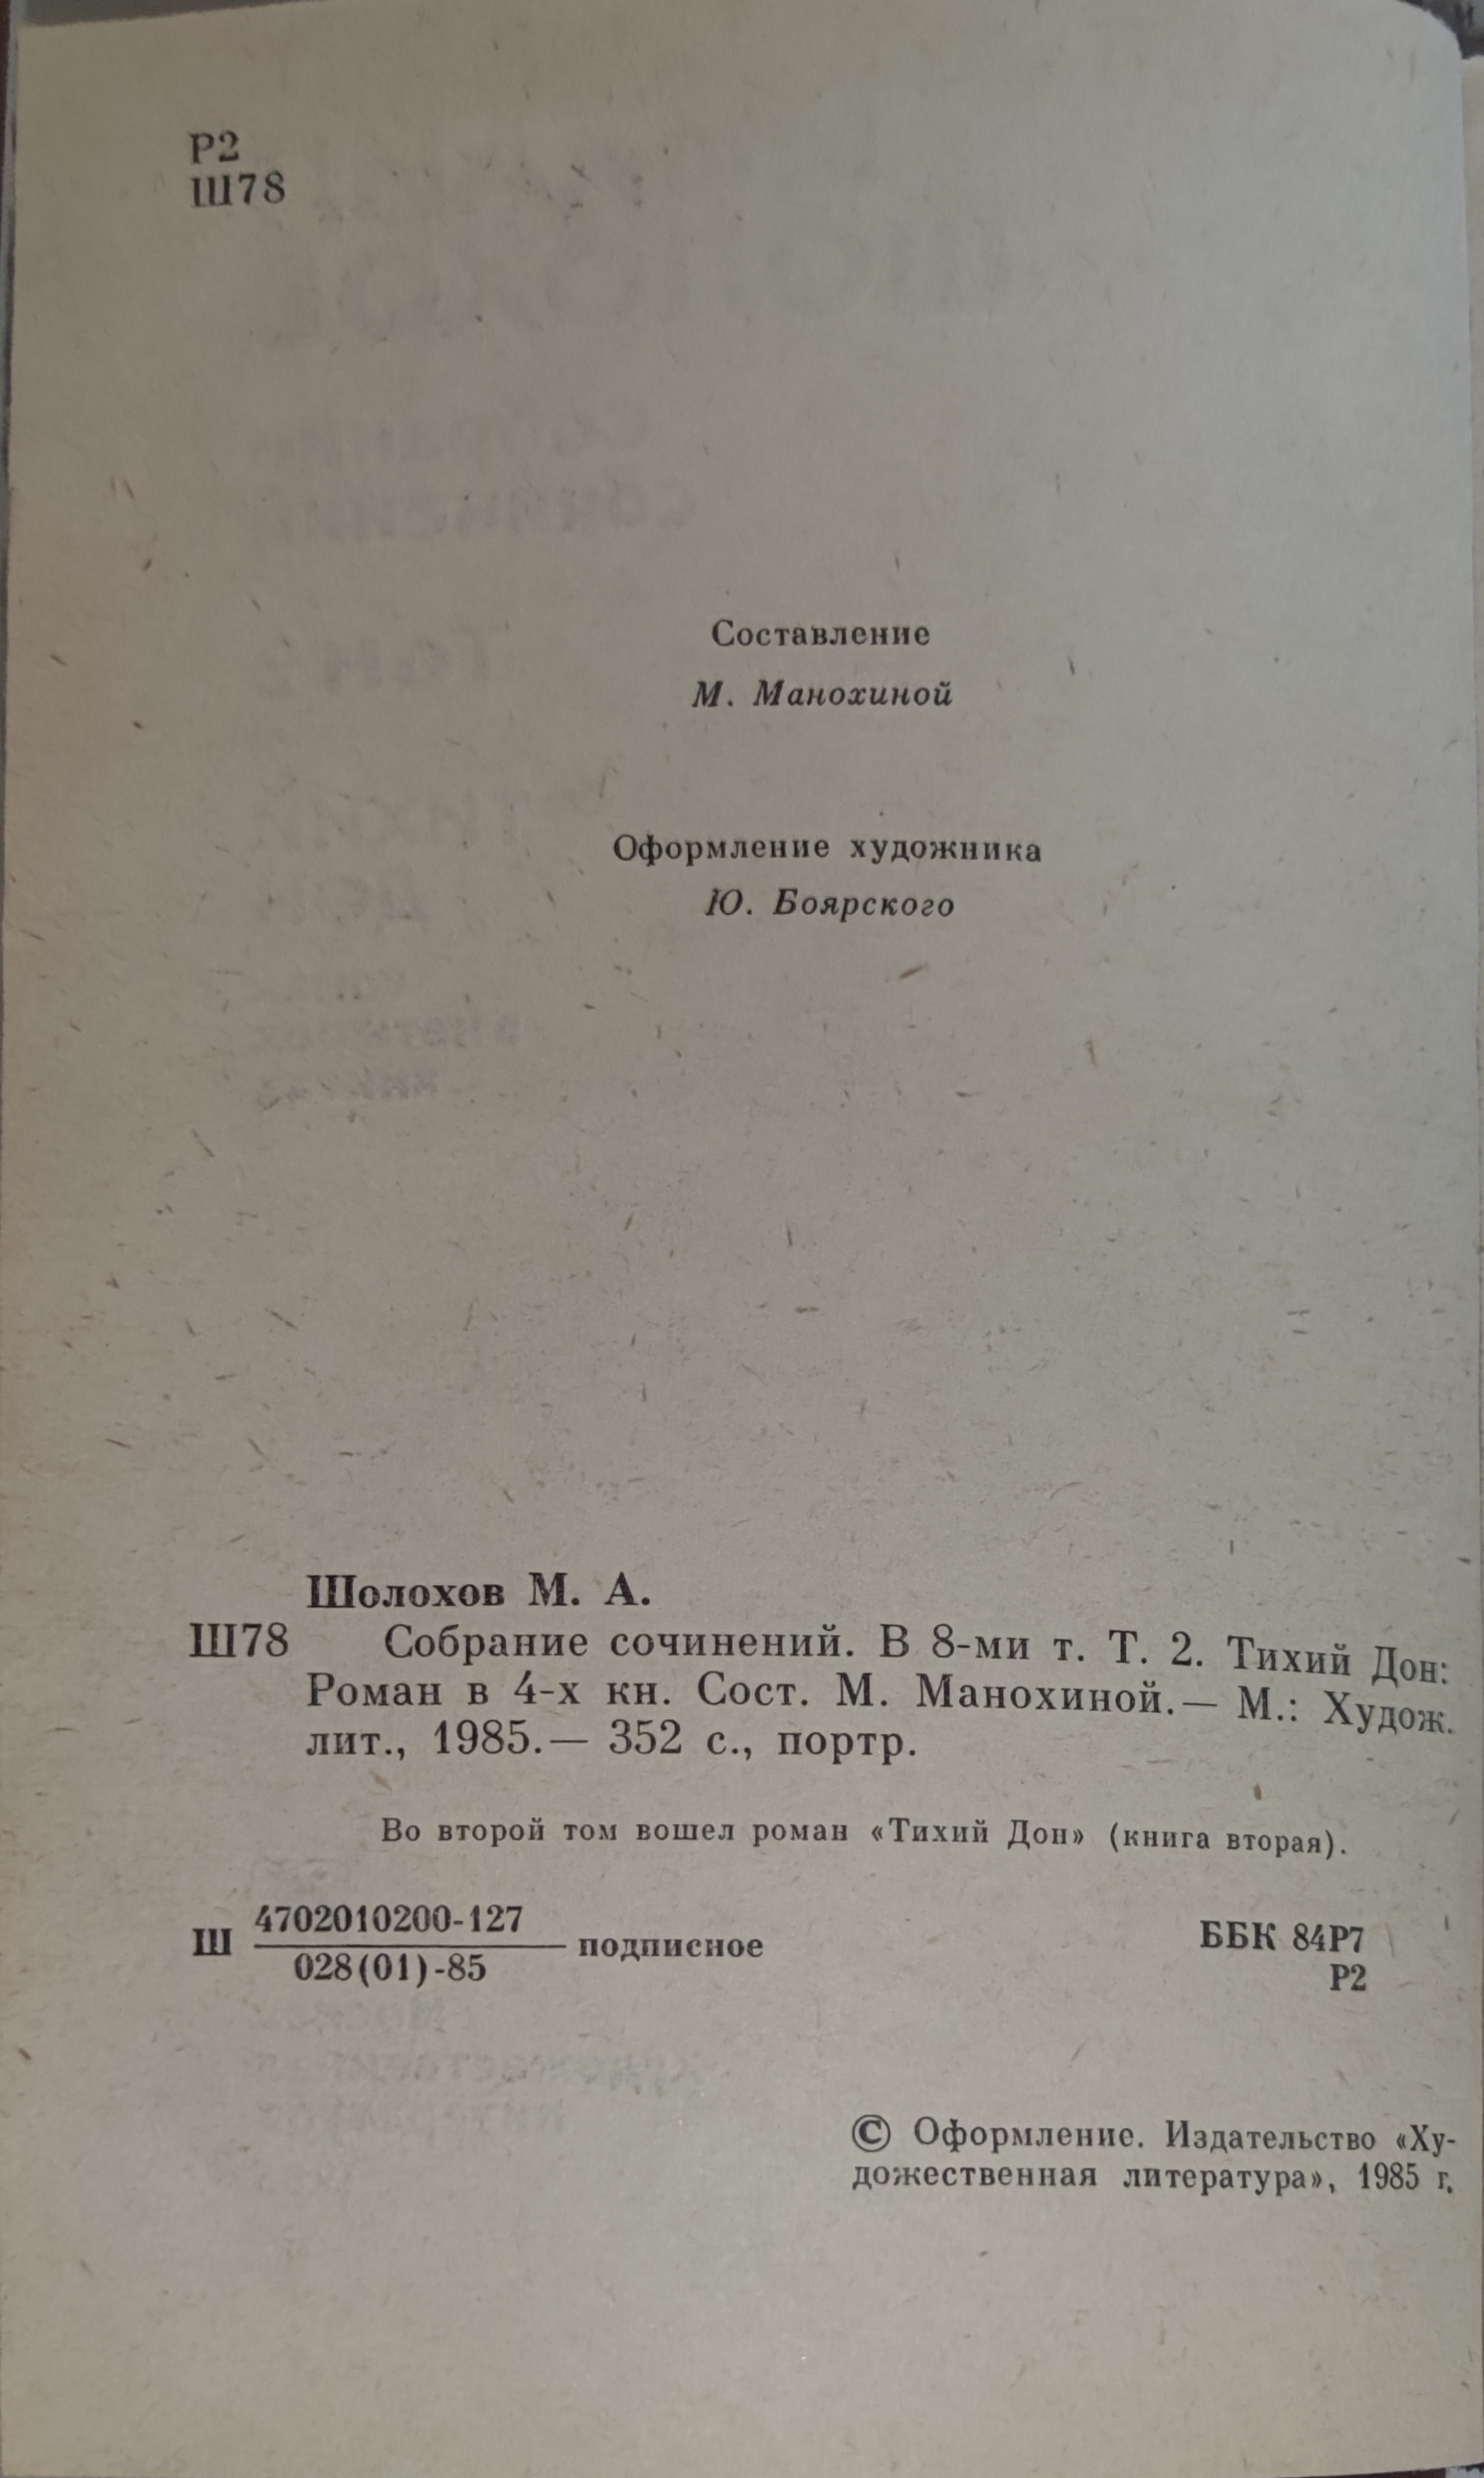 Р2
Ш78
Составление
М. Манохиной
Оформление художника
Ю. Боярского
Шолохов М. А.
Ш78 Собрание сочинений. В 8-ми т. Т. 2. Тихий Дон:
Роман в 4-х кн. Сост. М. Манохиной.— М.: Худож.
лит., 1985.— 352 с., портр.
Во второй том вошел роман «Тихий Дон» (книга вторая).
4702010200-127
Ш подписное
028(01)-85
ББК 84Р7
Р2
© Оформление. Издательство «Ху-
дожественная литература», 1985 г.